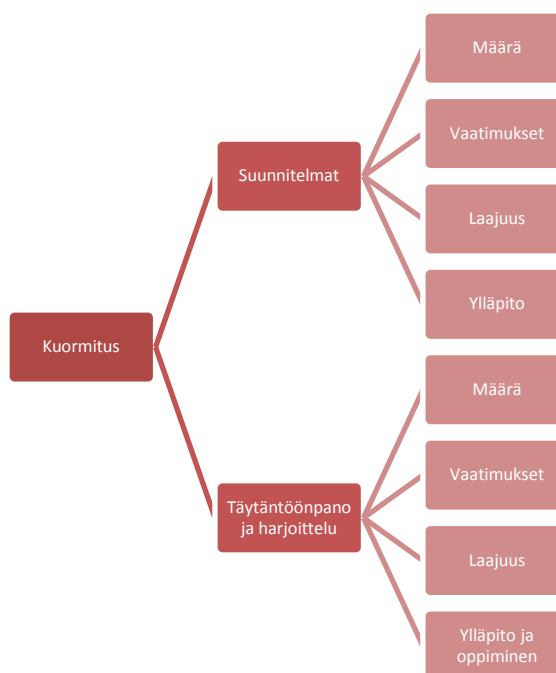 Kuormitus
Suunnitelmat
Määrä
Vaatimukset
Laajuus
Ylläpito
Täytäntöönpano
ja harjoittelu
Määrä
Vaatimukset
Laajuus
Ylläpito ja
oppiminen